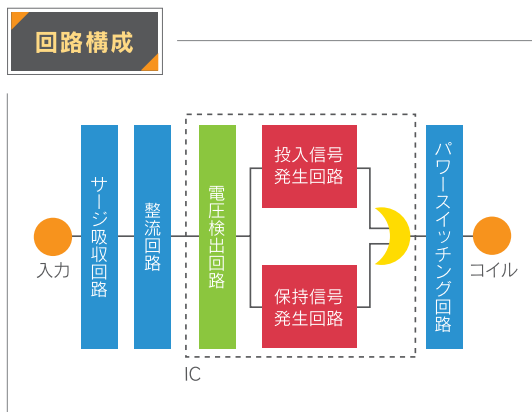 回路構成
入力
サージ吸収回路
整流回路
電圧検出回路
投入信号
発生回路
保持信号
発生回路
パワースイッチング回路
コイル
IC